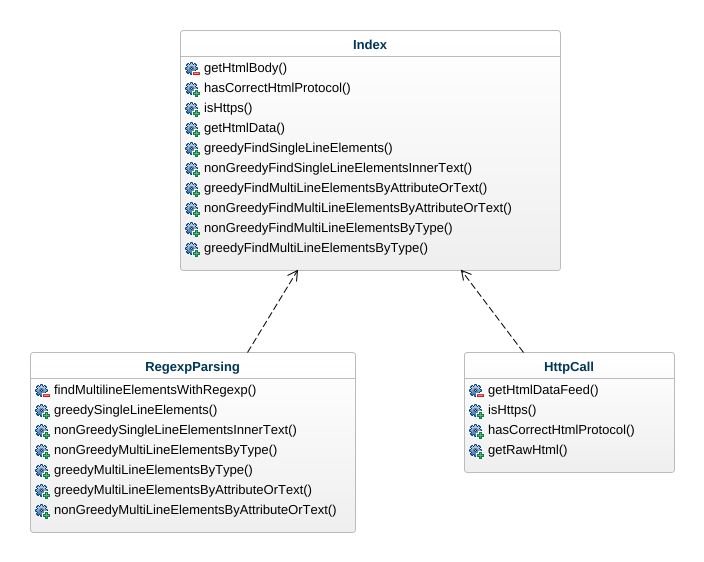 Index
getHtmlBody()
hasCorrectHtmlProtocol()
isHttps()
getHtmlData()
greedyFindSingleLineElements()
nonGreedyFindSingleLineElementsInnerText()
greedyFindMultiLineElementsByAttributeOrText()
nonGreedyFindMultiLineElementsByAttributeOrText()
nonGreedyFindMultiLineElementsByType()
greedyFindMultiLineElementsByType()
RegexpParsing
findMultilineElementsWithRegexp()
greedySingleLineElements()
nonGreedySingleLineElementsInnerText()
nonGreedyMultiLineElementsByType()
greedyMultiLineElementsByType()
greedyMultiLineElementsByAttributeOrText()
nonGreedyMultiLineElementsByAttributeOrText()
HttpCall
getHtmlDataFeed()
isHttps()
hasCorrectHtmlProtocol()
getRawHtml()